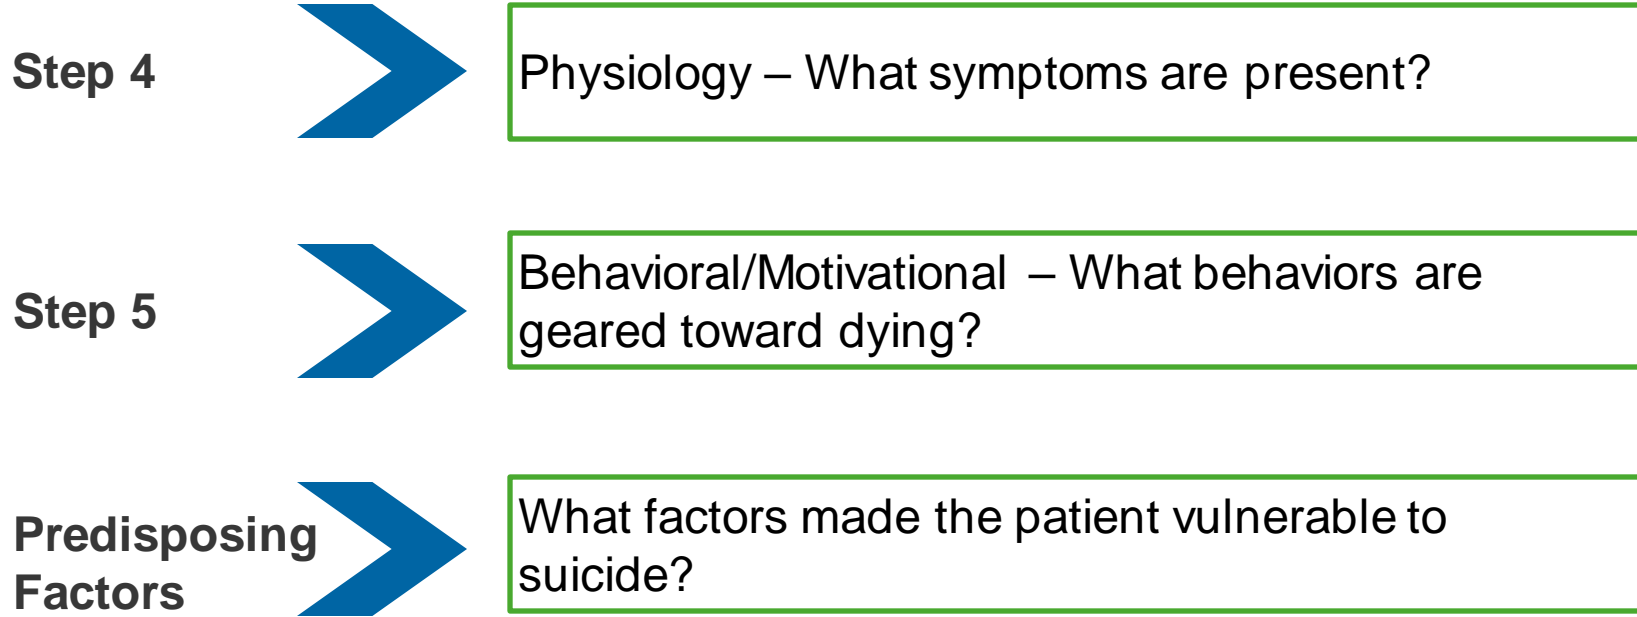 Step 4
Physiology – What symptoms are present?
Step 5
Behavioral/Motivational – What behaviors are
geared toward dying?
Predisposing
Factors
What factors made the patient vulnerable to
suicide?